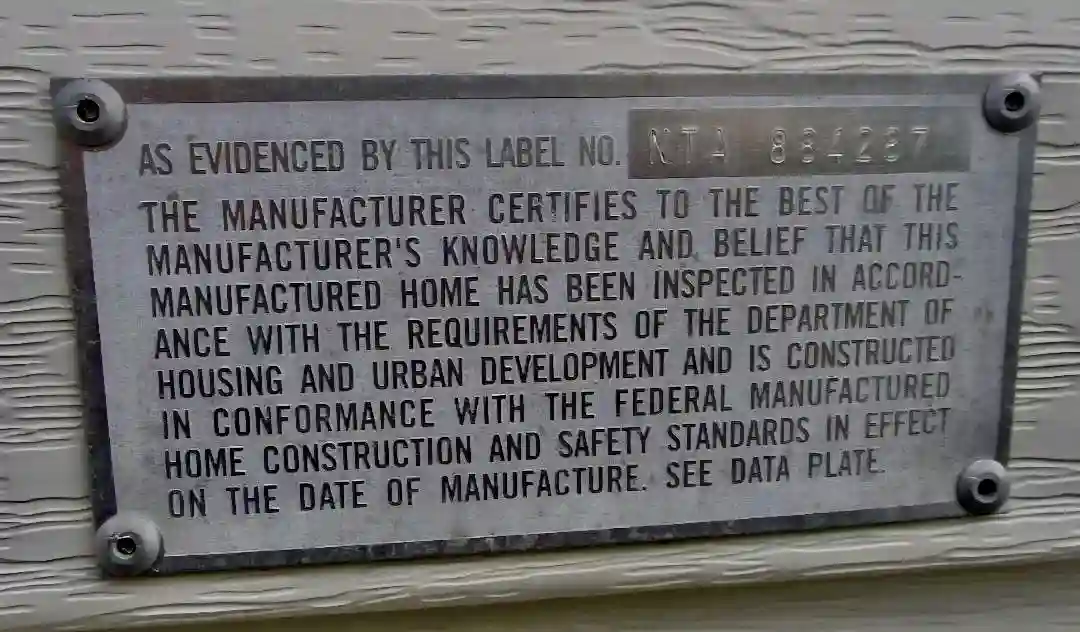 AS EVIDENCED BY THIS LABEL NO. NTA 884287
THE MANUFACTURER CERTIFIES TO THE BEST OF THE
MANUFACTURER'S KNOWLEDGE AND BELIEF THAT THIS
MANUFACTURED HOME HAS BEEN INSPECTED IN ACCORD-
ANCE WITH THE REQUIREMENTS OF THE DEPARTMENT OF
HOUSING AND URBAN DEVELOPMENT AND IS CONSTRUCTED
IN CONFORMANCE WITH THE FEDERAL MANUFACTURED
HOME CONSTRUCTION AND SAFETY STANDARDS IN EFFECT
ON THE DATE OF MANUFACTURE. SEE DATA PLATE.